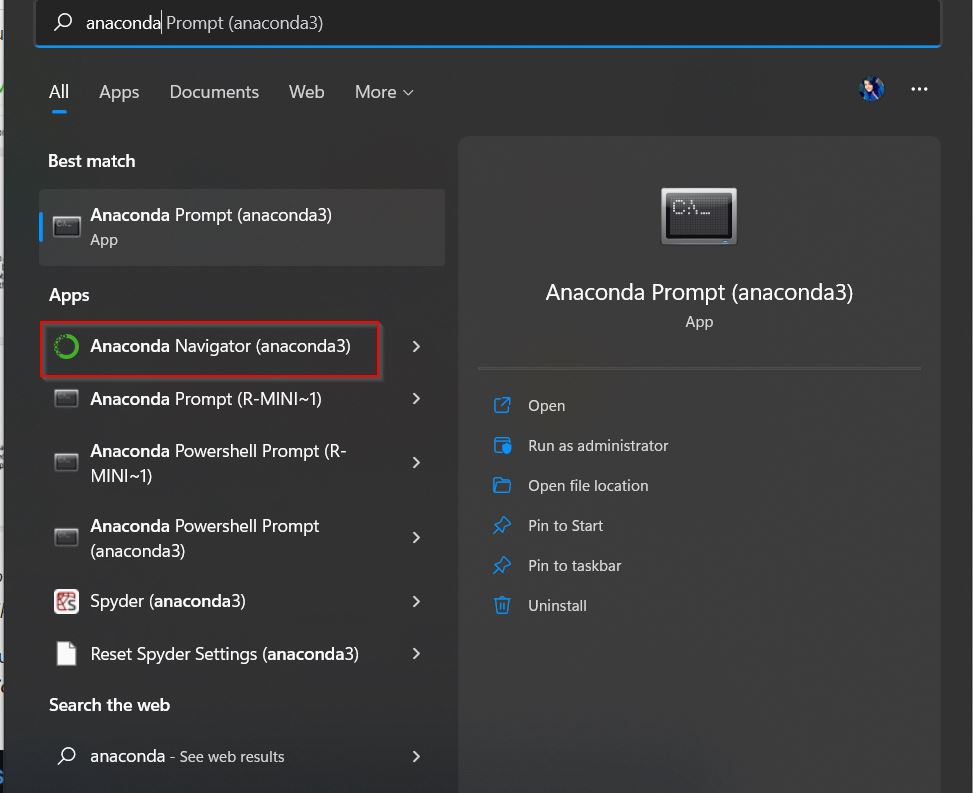 anaconda Prompt (anaconda3)
All Apps Documents Web More
Best match
Anaconda Prompt (anaconda3)
App
Apps
Anaconda Navigator (anaconda3)
Anaconda Prompt (R-MINI~1)
Anaconda Powershell Prompt (R-
MINI~1)
Anaconda Powershell Prompt
(anaconda3)
Spyder (anaconda3)
Reset Spyder Settings (anaconda3)
Search the web
anaconda - See web results
C:\_
Anaconda Prompt (anaconda3)
App
Open
Run as administrator
Open file location
Pin to Start
Pin to taskbar
Uninstall